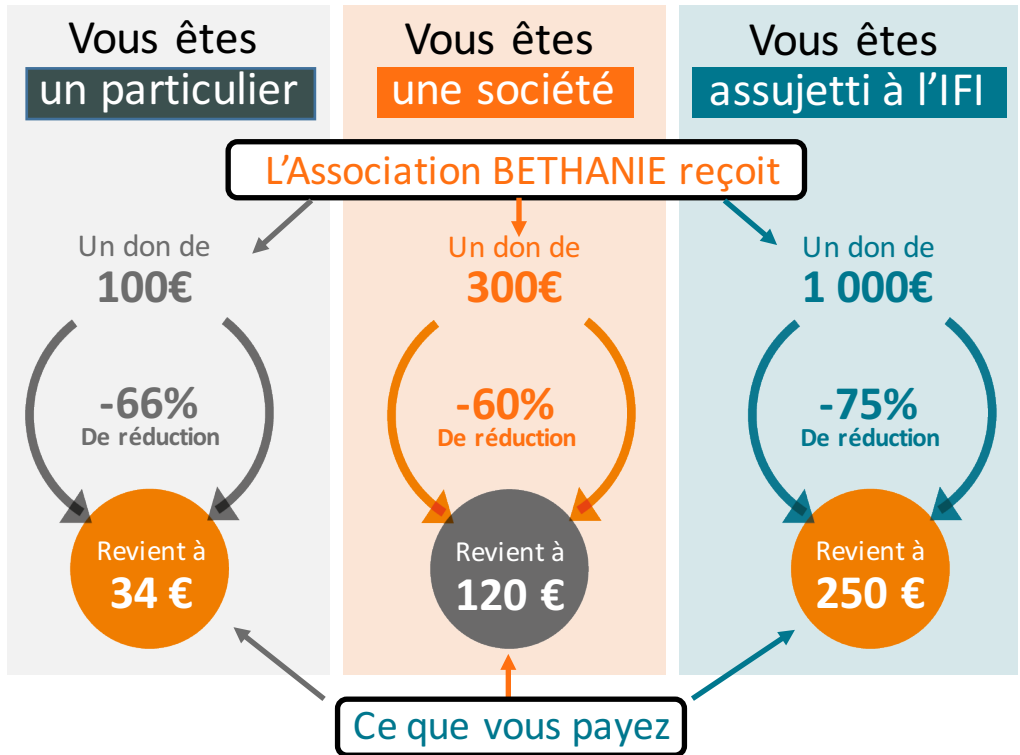 Vous êtes
un particulier
Vous êtes
une société
Vous êtes
assujetti à l'IFI
L'Association BETHANIE reçoit
Un don de
100€
-66%
De réduction
Revient à
34 €
Un don de
300€
-60%
De réduction
Revient à
120 €
Un don de
1 000€
-75%
De réduction
Revient à
250 €
Ce que vous payez